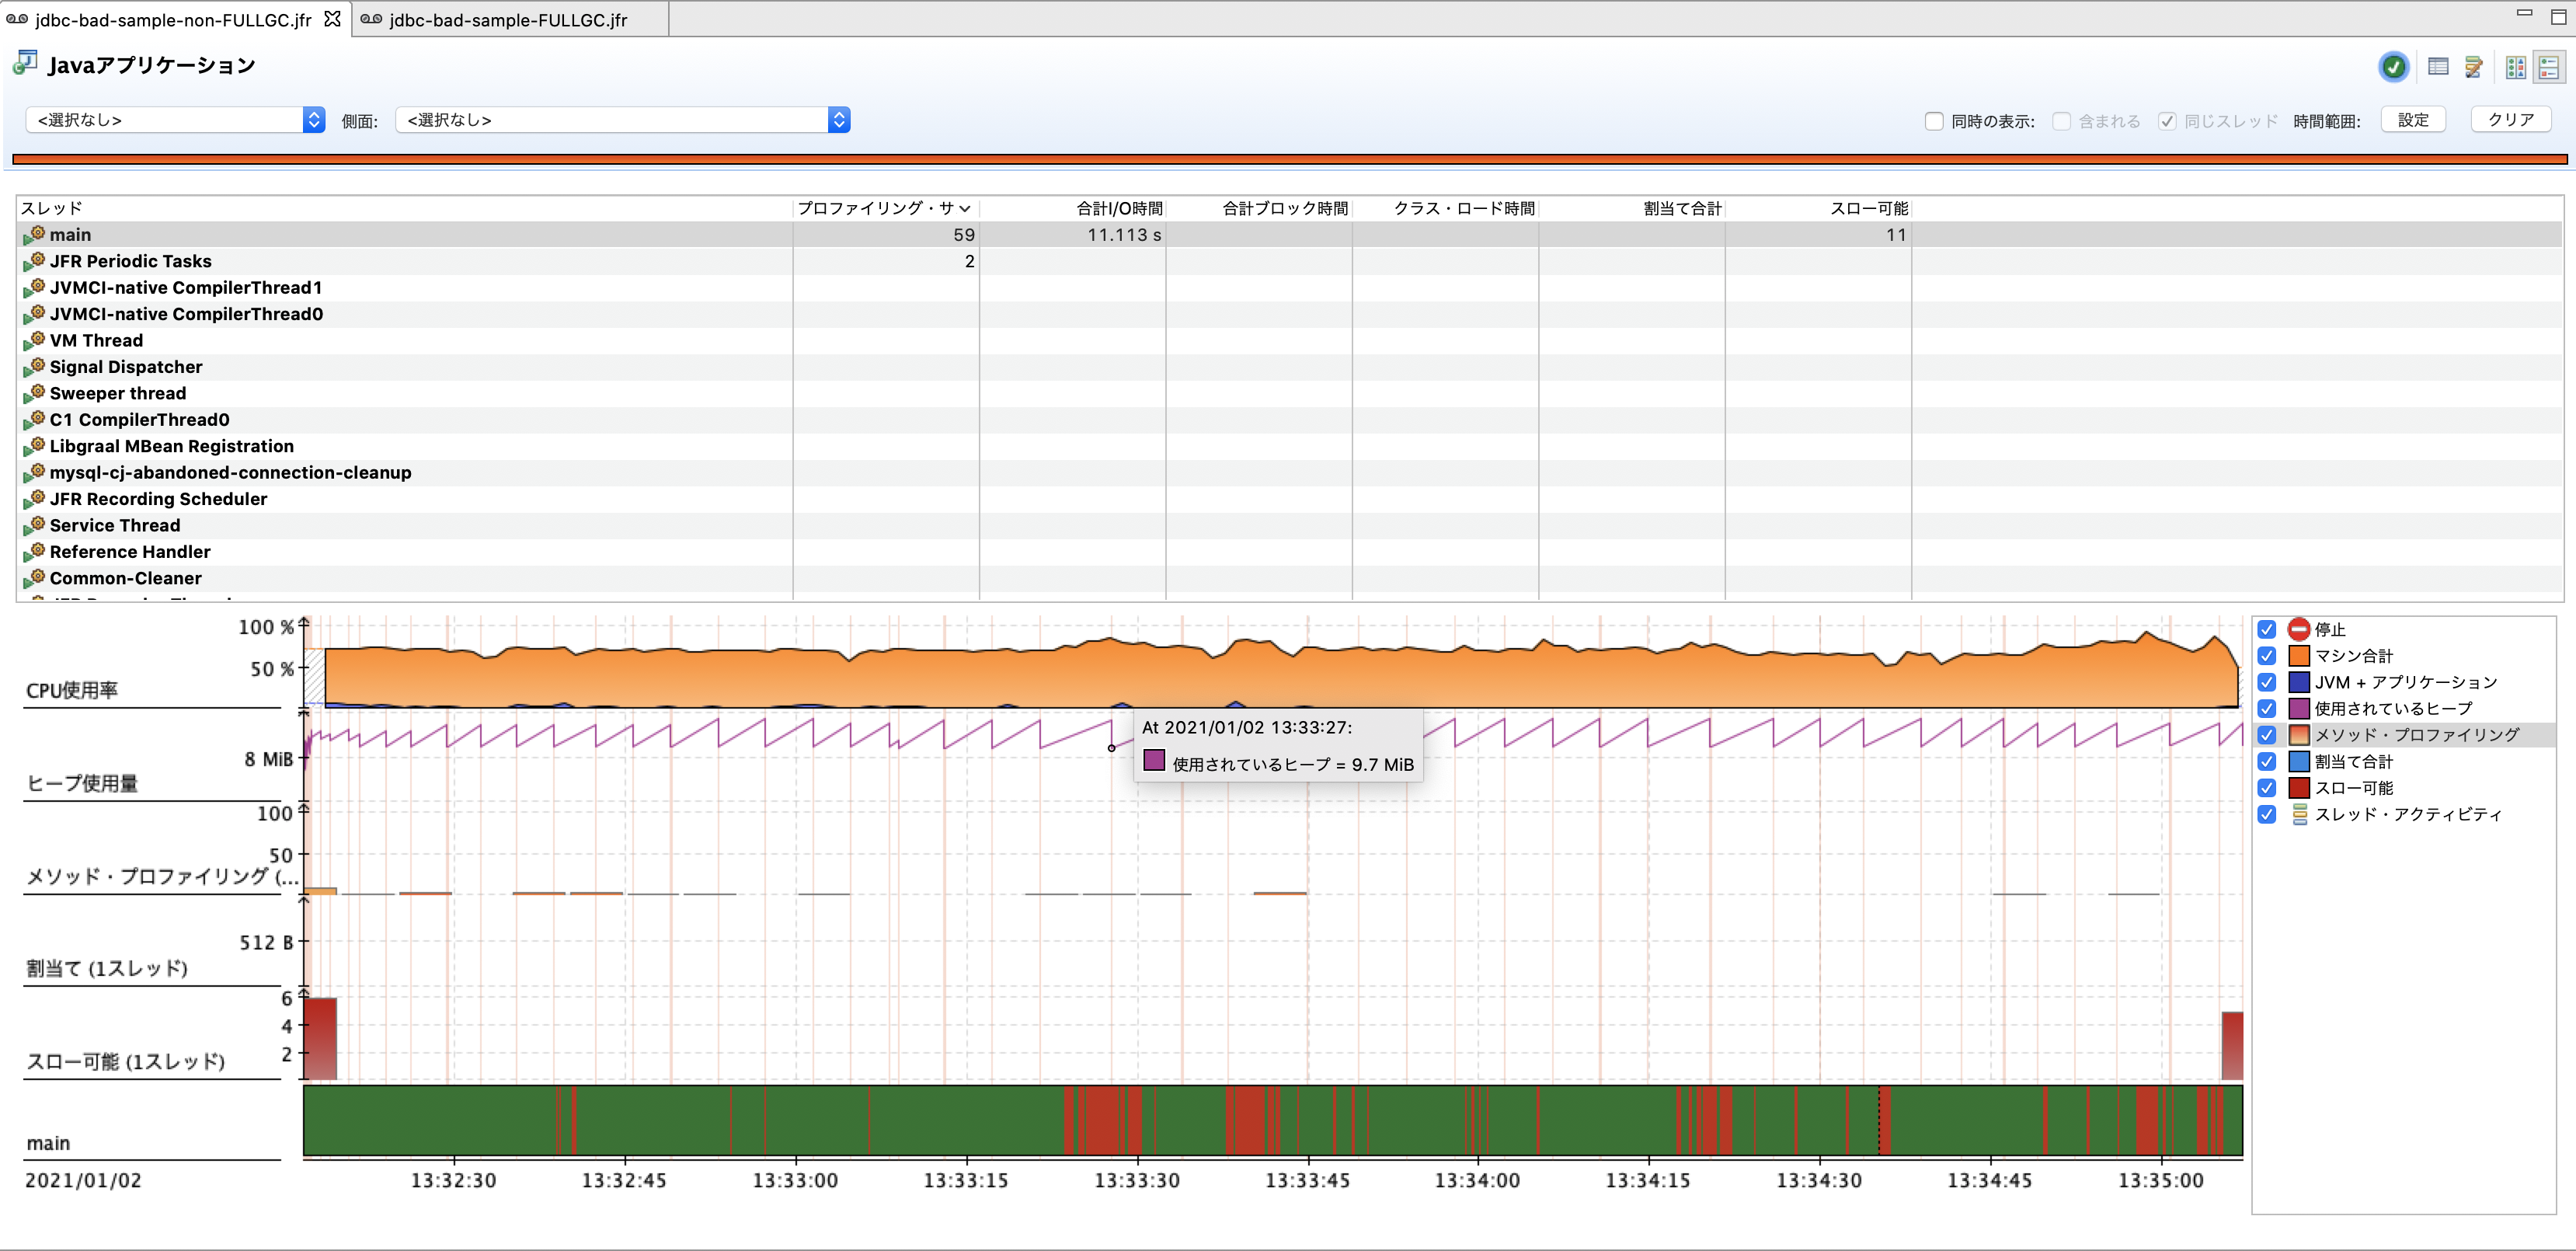 jdbc-bad-sample-non-FULLGC.jfr jdbc-bad-sample-FULLGC.jfr
Javaアプリケーション
<選択なし> 側面: <選択なし> 同時の表示: 含まれる 同じスレッド 時間範囲: 設定 クリア
スレッド プロファイリング・サ 合計I/O時間 合計ブロック時間 クラス・ロード時間 割当て合計 スロー可能
main 59 11.113 s 11
JFR Periodic Tasks 2
JVMCI-native CompilerThread1
JVMCI-native CompilerThread0
VM Thread
Signal Dispatcher
Sweeper thread
C1 CompilerThread0
Libgraal MBean Registration
mysql-cj-abandoned-connection-cleanup
JFR Recording Scheduler
Service Thread
Reference Handler
Common-Cleaner
100 %
50 %
CPU使用率
8 MiB
ヒープ使用量
At 2021/01/02 13:33:27:
使用されているヒープ = 9.7 MiB
100
50
メソッド・プロファイリング (...
512 B
割当て (1スレッド)
6
4
2
スロー可能 (1スレッド)
main
2021/01/02 13:32:30 13:32:45 13:33:00 13:33:15 13:33:30 13:33:45 13:34:00 13:34:15 13:34:30 13:34:45 13:35:00
停止
マシン合計
JVM + アプリケーション
使用されているヒープ
メソッド・プロファイリング
割当て合計
スロー可能
スレッド・アクティビティ